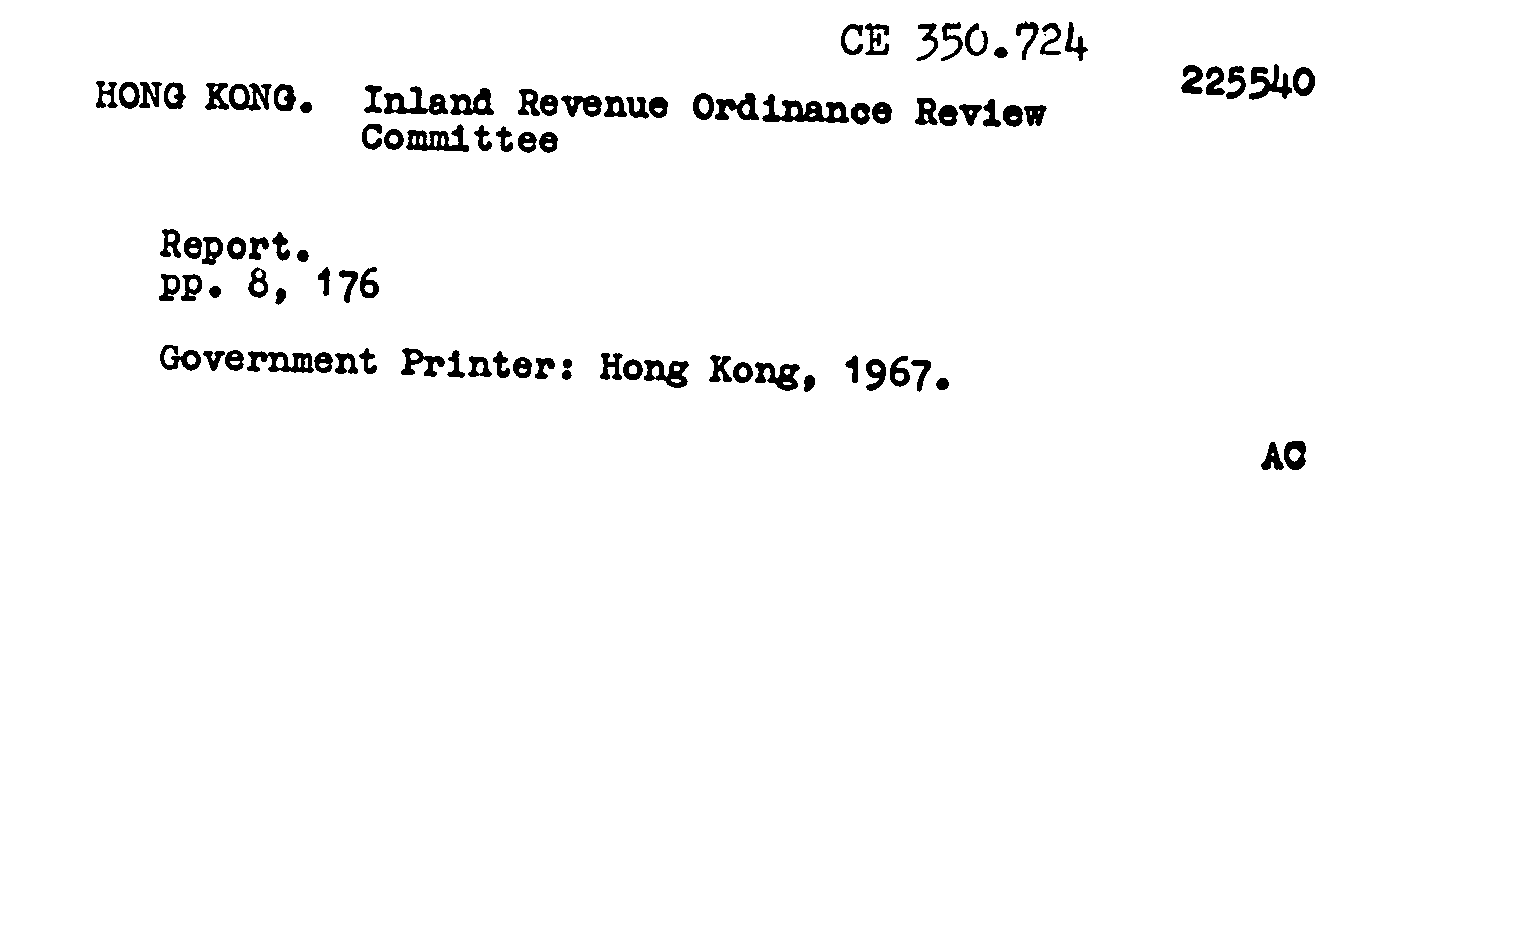 CE 350.724
225540
HONG KONG. Inland Revenue Ordinance Review
Committee
Report.
pp. 8, 176
Government Printer: Hong Kong, 1967.
AC